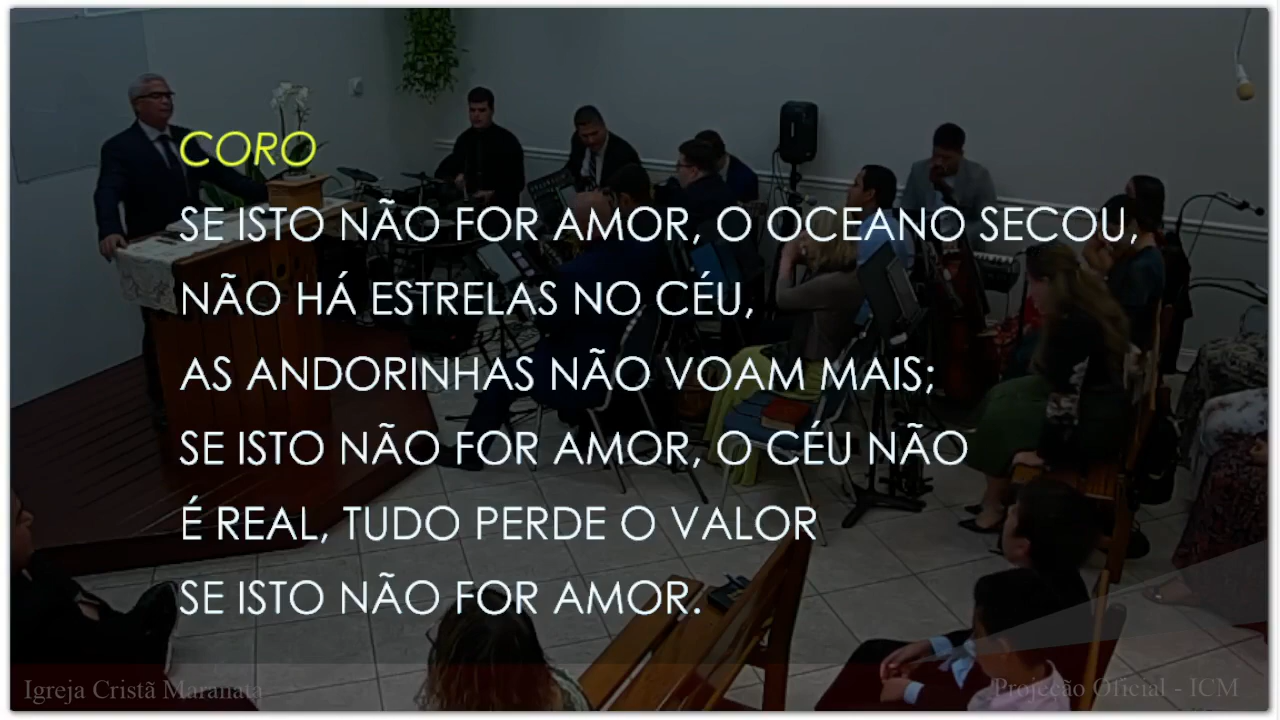 CORO
SE ISTO NÃO FOR AMOR, O OCEANO SECOU,
NÃO HÁ ESTRELAS NO CÉU,
AS ANDORINHAS NÃO VOAM MAIS;
SE ISTO NÃO FOR AMOR, O CÉU NÃO
É REAL, TUDO PERDE O VALOR
SE ISTO NÃO FOR AMOR.
Igreja Cristã Maranata
Projeção Oficial - ICM